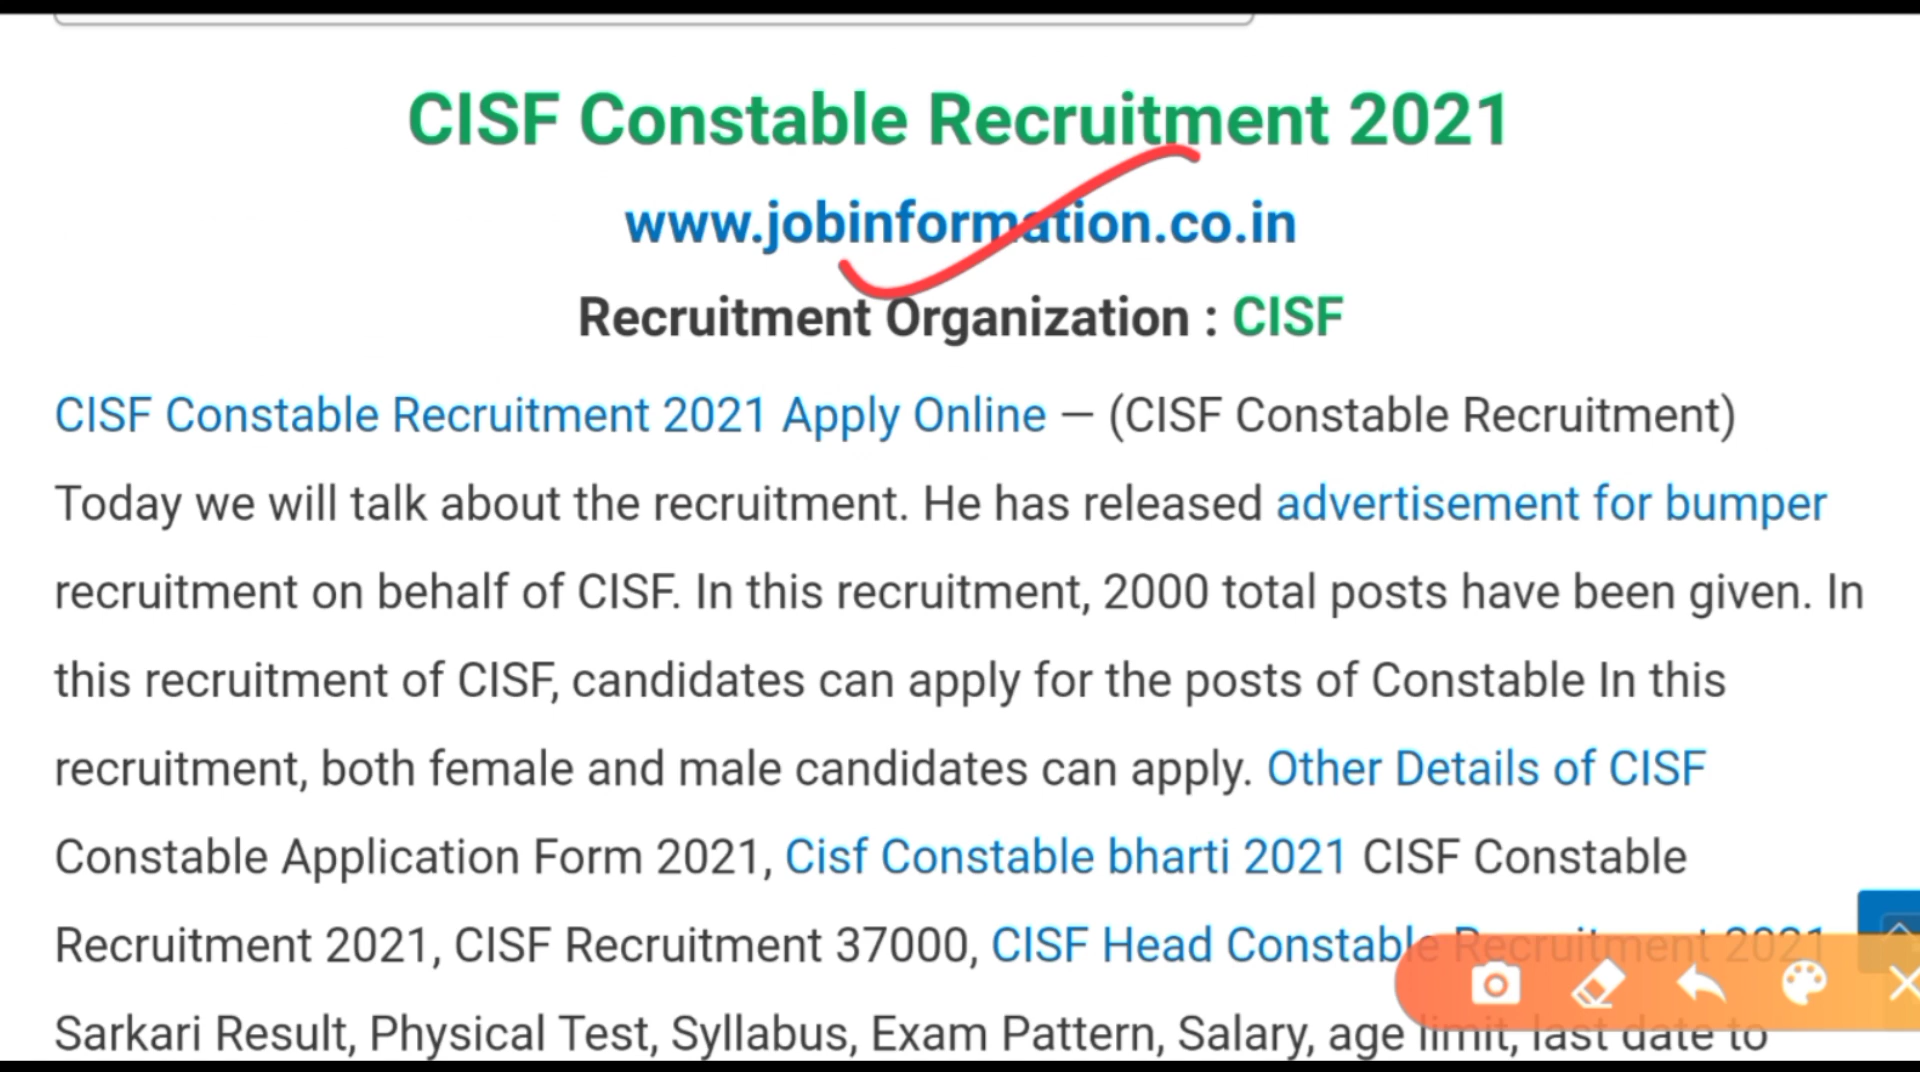 CISF Constable Recruitment 2021
www.jobinformation.co.in
Recruitment Organization : CISF
CISF Constable Recruitment 2021 Apply Online — (CISF Constable Recruitment)
Today we will talk about the recruitment. He has released advertisement for bumper
recruitment on behalf of CISF. In this recruitment, 2000 total posts have been given. In
this recruitment of CISF, candidates can apply for the posts of Constable In this
recruitment, both female and male candidates can apply. Other Details of CISF
Constable Application Form 2021, Cisf Constable bharti 2021 CISF Constable
Recruitment 2021, CISF Recruitment 37000, CISF Head Constable Recruitment 2021
Sarkari Result, Physical Test, Syllabus, Exam Pattern, Salary, age limit, last date to